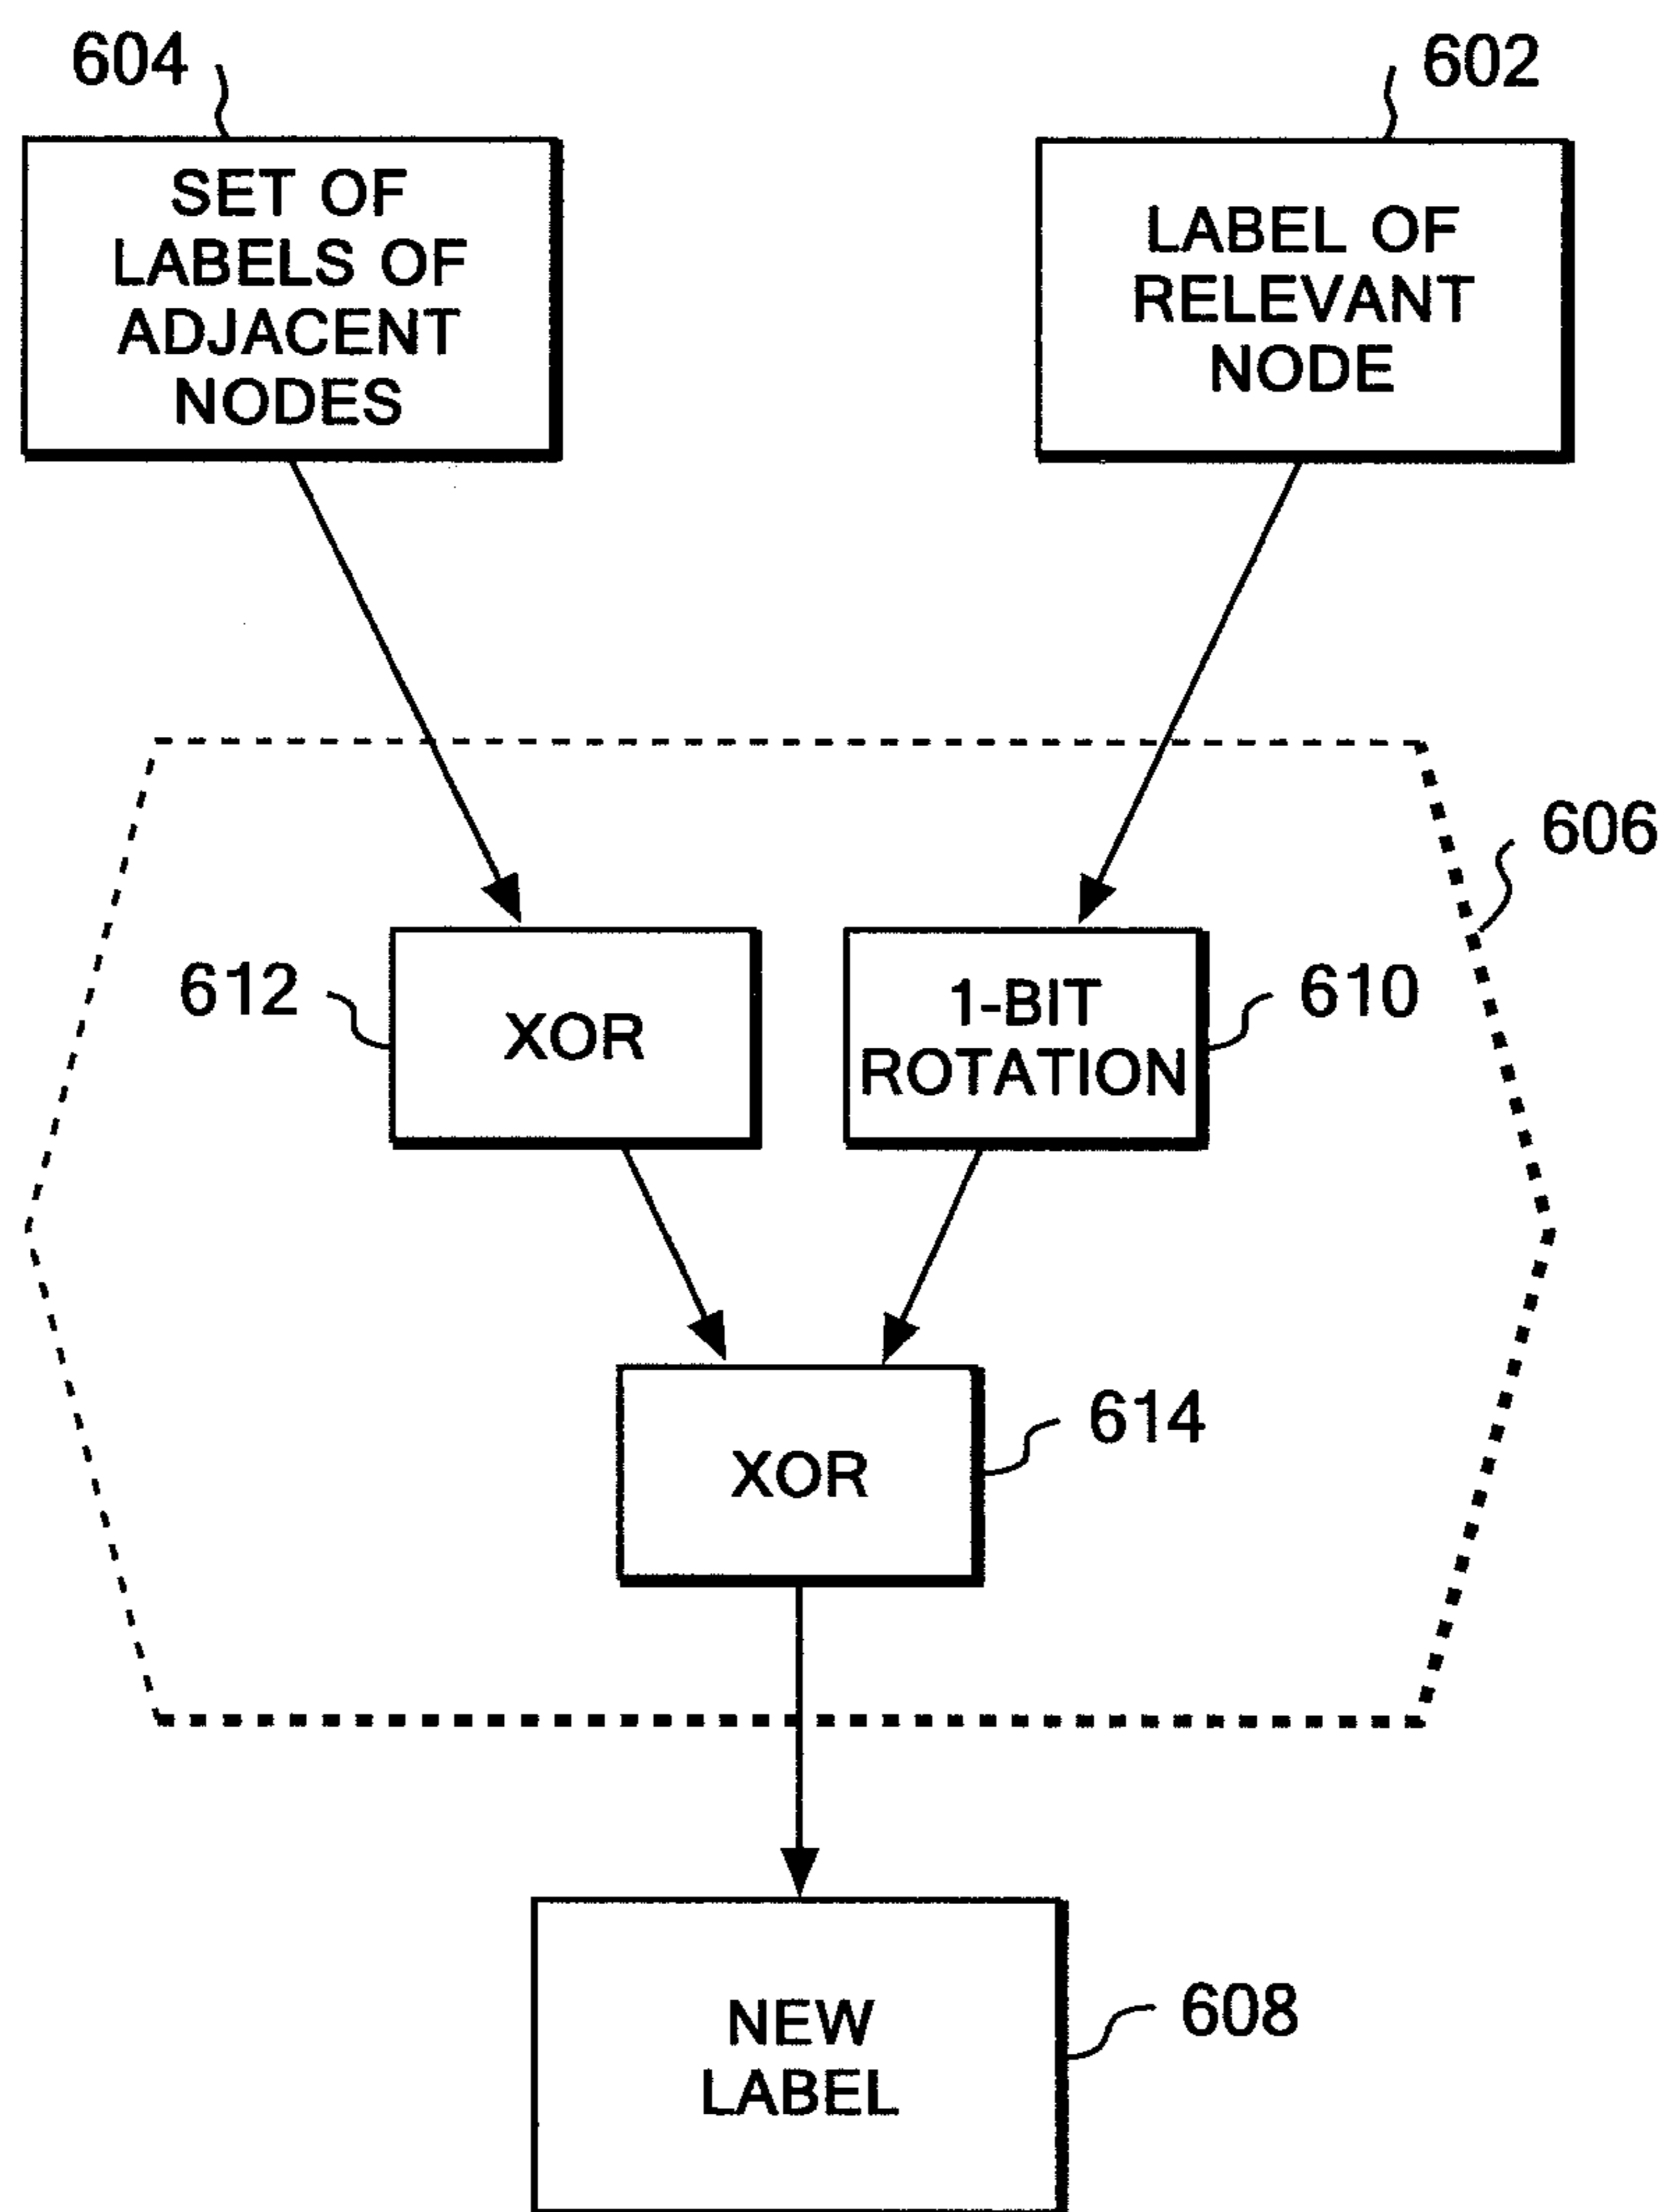 604
602
SET OF
LABELS OF
ADJACENT
NODES
LABEL OF
RELEVANT
NODE
606
612
XOR
1-BIT
ROTATION
610
XOR
614
NEW
LABEL
608